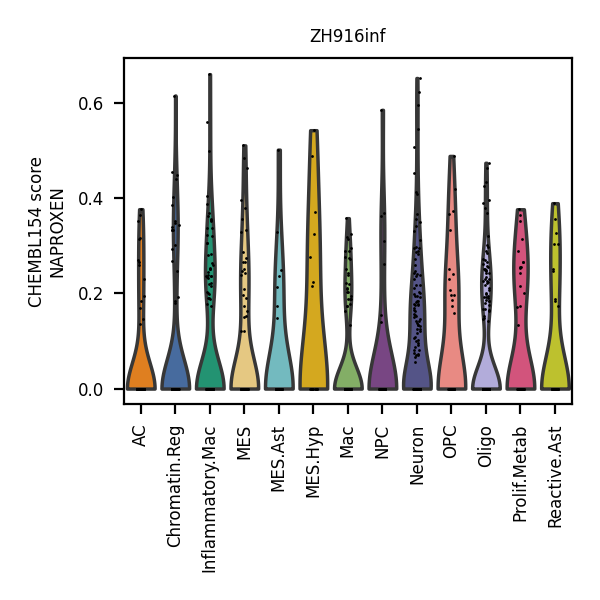 ZH916inf
CHEMBL154 score
NAPROXEN
0.6
0.4
0.2
0.0
AC
Chromatin.Reg
Inflammatory.Mac
MES
MES.Ast
MES.Hyp
Mac
NPC
Neuron
OPC
Oligo
Prolif.Metab
Reactive.Ast